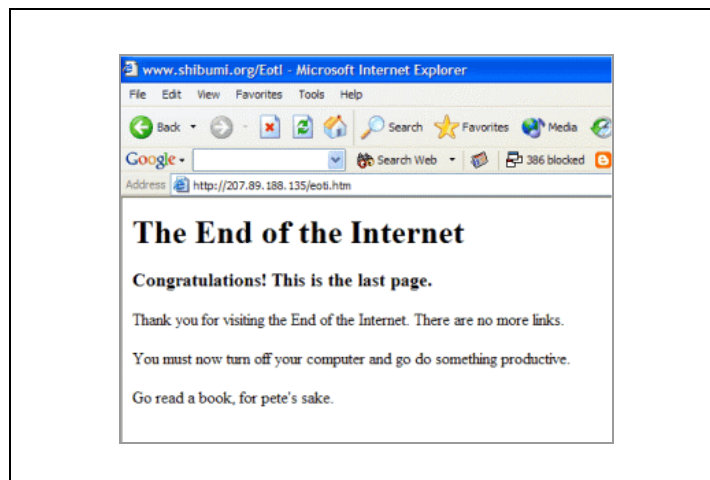 www.shibumi.org/EotI - Microsoft Internet Explorer
File Edit View Favorites Tools Help
Back Search Favorites Media
Google Search Web 386 blocked
Address http://207.89.188.135/eoti.htm
The End of the Internet
Congratulations! This is the last page.
Thank you for visiting the End of the Internet. There are no more links.
You must now turn off your computer and go do something productive.
Go read a book, for pete's sake.